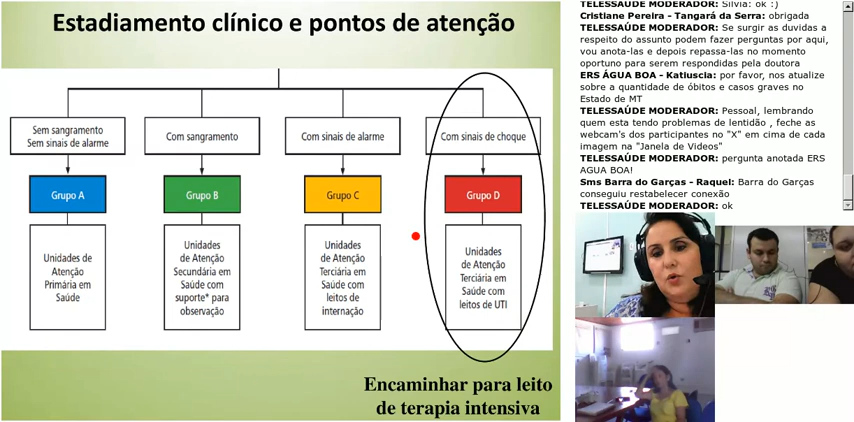 Estadiamento clínico e pontos de atenção
Sem sangramento
Sem sinais de alarme
Com sangramento
Com sinais de alarme
Com sinais de choque
Grupo A
Grupo B
Grupo C
Grupo D
Unidades de
Atenção
Primária em
Saúde
Unidades
de Atenção
Secundária em
Saúde com
suporte* para
observação
Unidades
de Atenção
Terciária em
Saúde com
leitos de
internação
Unidades
de Atenção
Terciária em
Saúde com
leitos de UTI
Encaminhar para leito
de terapia intensiva
TELESSAÚDE MODERADOR: Silvia: ok :)
Cristiane Pereira - Tangará da Serra: obrigada
TELESSAÚDE MODERADOR: Se surgir as duvidas a
respeito do assunto podem fazer perguntas por aqui,
vou anota-las e depois repassa-las no momento
oportuno para serem respondidas pela doutora
ERS ÁGUA BOA - Katiuscia: por favor, nos atualize
sobre a quantidade de óbitos e casos graves no
Estado de MT
TELESSAÚDE MODERADOR: Pessoal, lembrando
quem esta tendo problemas de lentidão , feche as
webcam's dos participantes no "X" em cima de cada
imagem na "Janela de Videos"
TELESSAÚDE MODERADOR: pergunta anotada ERS
AGUA BOA!
Sms Barra do Garças - Raquel: Barra do Garças
conseguiu restabelecer conexão
TELESSAÚDE MODERADOR: ok